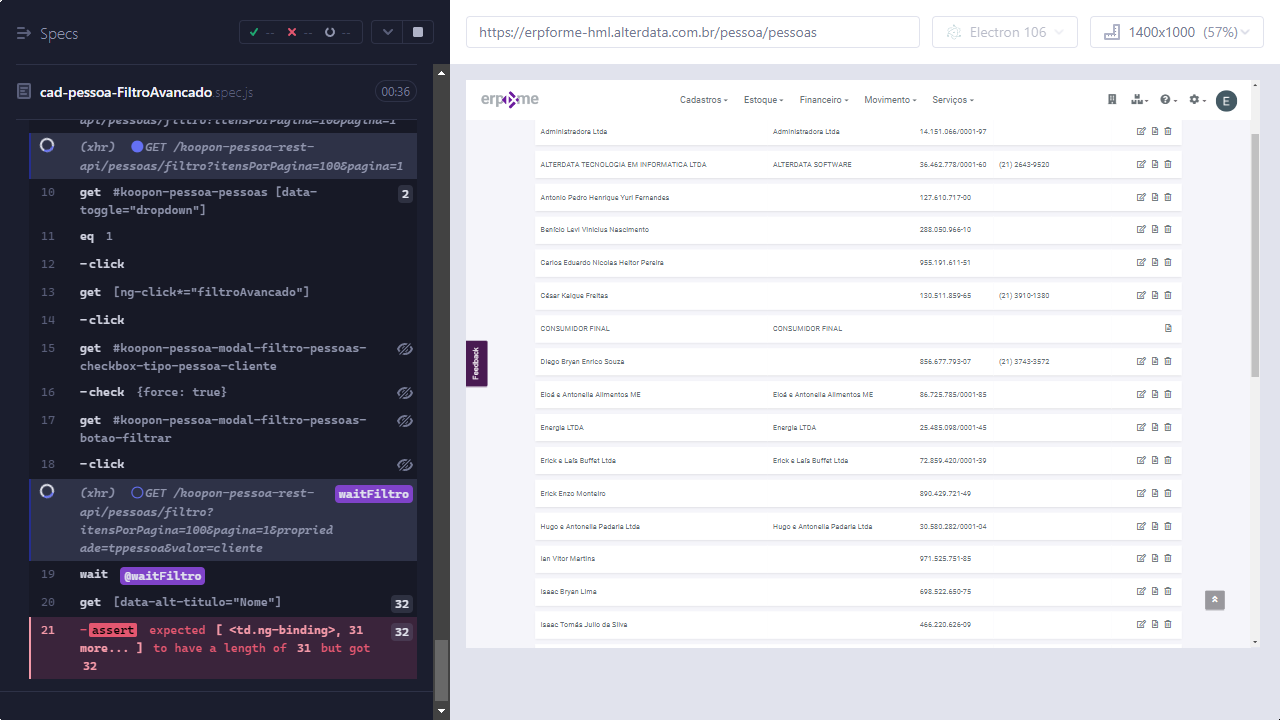 Specs
-- -- --
cad-pessoa-FiltroAvancado.spec.js 00:36
api/pessoas/filtro?itensPorPagina=100&pagina=1
(xhr) GET /koopon-pessoa-rest-
api/pessoas/filtro?itensPorPagina=100&pagina=1
10 get #koopon-pessoa-pessoas [data-
toggle="dropdown"] 2
11 eq 1
12 -click
13 get [ng-click*="filtroAvancado"]
14 -click
15 get #koopon-pessoa-modal-filtro-pessoas-
checkbox-tipo-pessoa-cliente
16 -check {force: true}
17 get #koopon-pessoa-modal-filtro-pessoas-
botao-filtrar
18 -click
(xhr) GET /koopon-pessoa-rest- waitFiltro
api/pessoas/filtro?
itensPorPagina=100&pagina=1&propried
ade=tppessoa&valor=cliente
19 wait @waitFiltro
20 get [data-alt-titulo="Nome"] 32
21 -assert expected [ <td.ng-binding>, 31 32
more... ] to have a length of 31 but got
32
https://erpforme-hml.alterdata.com.br/pessoa/pessoas
Electron 106
1400x1000 (57%)
erp me
Cadastros Estoque Financeiro Movimento Serviços
E
Administradora Ltda Administradora Ltda 14.151.066/0001-97
ALTERDATA TECNOLOGIA EM INFORMATICA LTDA ALTERDATA SOFTWARE 36.462.778/0001-60 (21) 2643-9520
Antonio Pedro Henrique Yuri Fernandes 127.610.717-00
Benício Levi Vinicius Nascimento 288.050.966-10
Carlos Eduardo Nicolas Heitor Pereira 955.191.611-51
César Kaique Freitas 130.511.859-65 (21) 3910-1380
CONSUMIDOR FINAL CONSUMIDOR FINAL
Diego Bryan Enrico Souza 856.677.793-07 (21) 3743-3572
Eloá e Antonella Alimentos ME Eloá e Antonella Alimentos ME 86.725.785/0001-85
Energia LTDA Energia LTDA 25.485.098/0001-45
Erick e Laís Buffet Ltda Erick e Laís Buffet Ltda 72.859.420/0001-39
Erick Enzo Monteiro 890.429.721-49
Hugo e Antonella Padaria Ltda Hugo e Antonella Padaria Ltda 30.580.282/0001-04
Ian Vitor Martins 971.525.751-85
Isaac Bryan Lima 698.522.650-75
Isaac Tomás Julio da Silva 466.220.626-09
Feedback